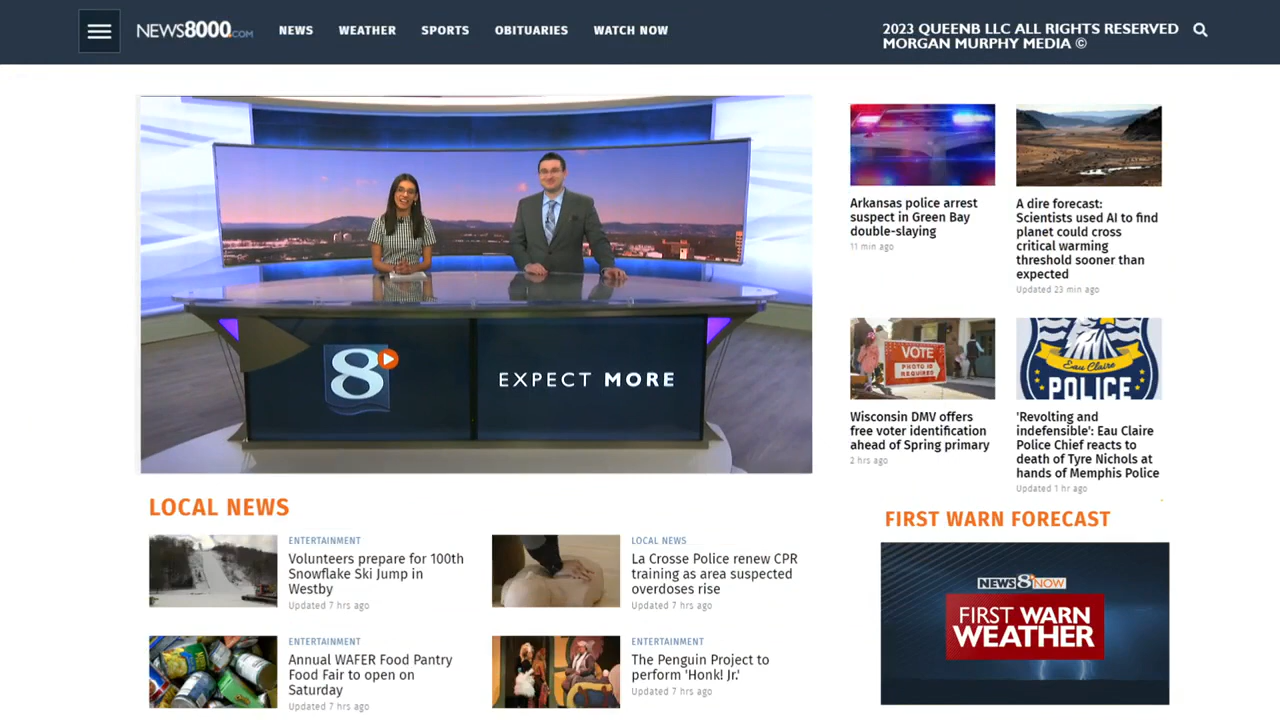 NEWS8000.COM
NEWS
WEATHER
SPORTS
OBITUARIES
WATCH NOW
2023 QUEENB LLC ALL RIGHTS RESERVED
MORGAN MURPHY MEDIA ©
8
EXPECT MORE
Arkansas police arrest
suspect in Green Bay
double-slaying
11 min ago
A dire forecast:
Scientists used AI to find
planet could cross
critical warming
threshold sooner than
expected
Updated 23 min ago
VOTE
PHOTO ID
REQUIRED
Wisconsin DMV offers
free voter identification
ahead of Spring primary
2 hrs ago
Eau Claire
POLICE
'Revolting and
indefensible': Eau Claire
Police Chief reacts to
death of Tyre Nichols at
hands of Memphis Police
Updated 1 hr ago
LOCAL NEWS
ENTERTAINMENT
Volunteers prepare for 100th
Snowflake Ski Jump in
Westby
Updated 7 hrs ago
LOCAL NEWS
La Crosse Police renew CPR
training as area suspected
overdoses rise
Updated 7 hrs ago
ENTERTAINMENT
Annual WAFER Food Pantry
Food Fair to open on
Saturday
Updated 7 hrs ago
ENTERTAINMENT
The Penguin Project to
perform 'Honk! Jr.'
Updated 7 hrs ago
FIRST WARN FORECAST
NEWS 8 NOW
FIRST WARN
WEATHER